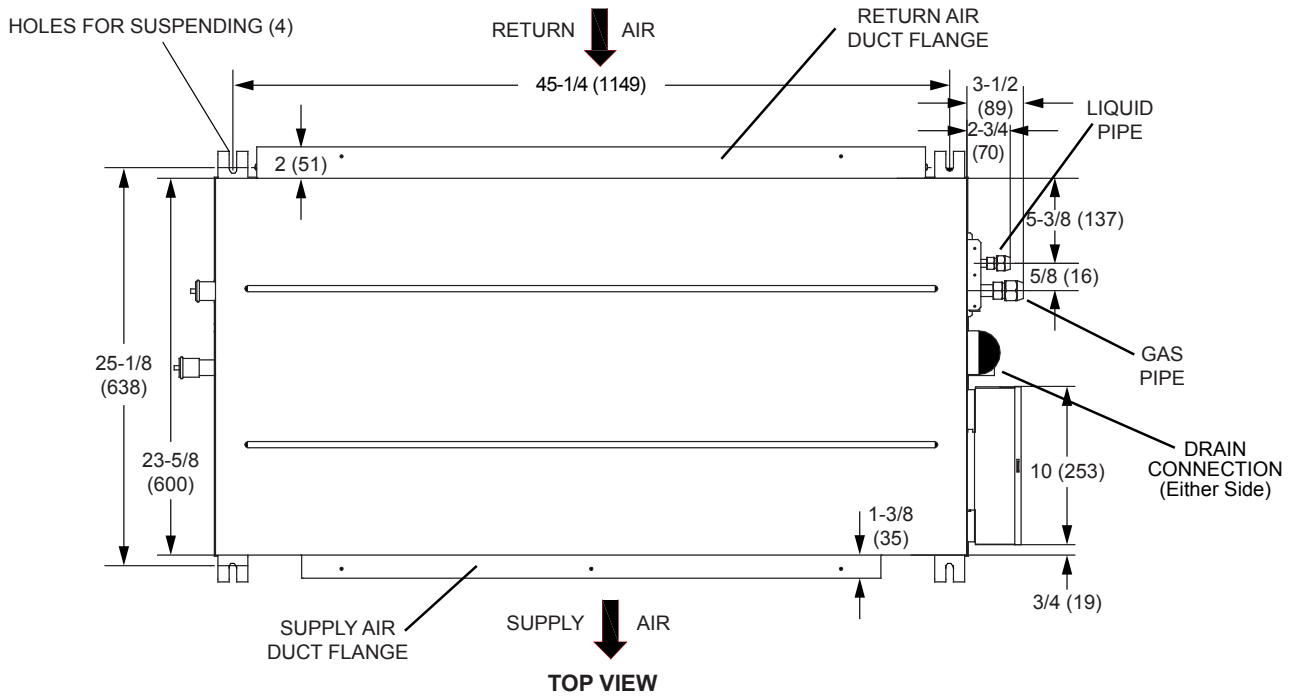 HOLES FOR SUSPENDING (4)
RETURN AIR
RETURN AIR
DUCT FLANGE
45-1/4 (1149)
3-1/2
(89)
LIQUID
PIPE
2-3/4
(70)
2 (51)
5-3/8 (137)
5/8 (16)
GAS
PIPE
25-1/8
(638)
23-5/8
(600)
DRAIN
CONNECTION
(Either Side)
10 (253)
1-3/8
(35)
3/4 (19)
SUPPLY AIR
DUCT FLANGE
SUPPLY AIR
TOP VIEW